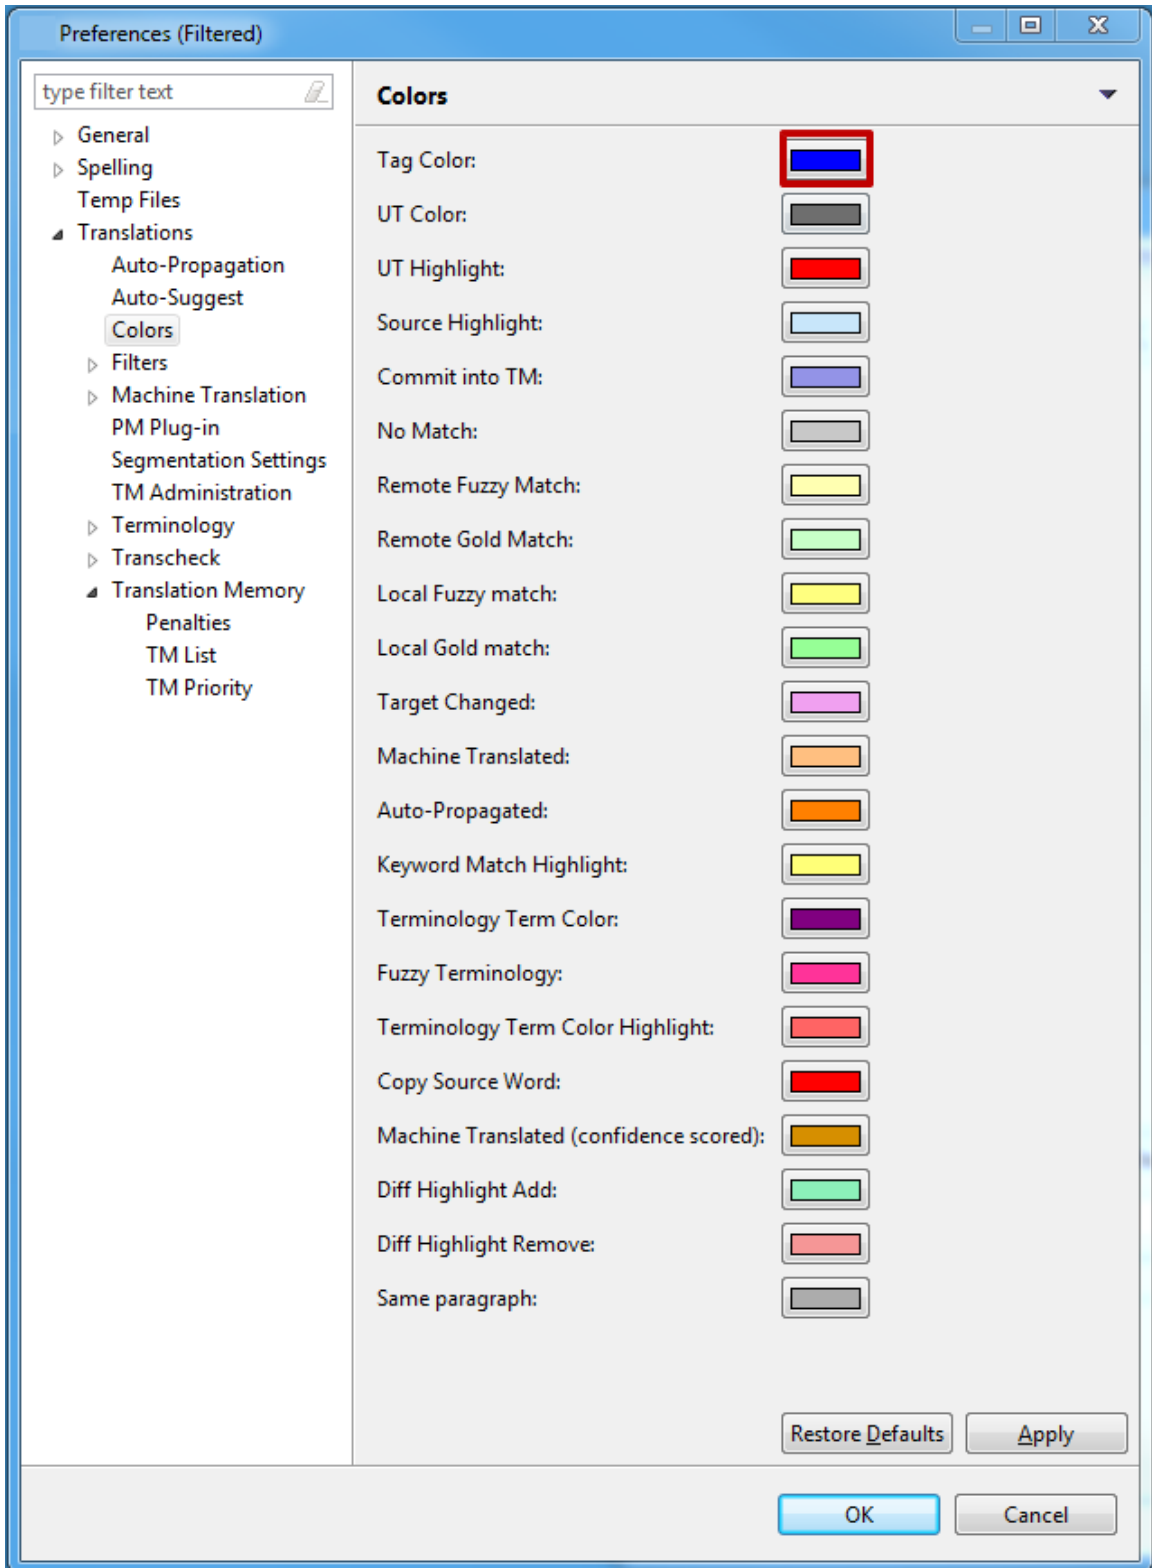 Preferences (Filtered)
type filter text
General
Spelling
Temp Files
Translations
Auto-Propagation
Auto-Suggest
Colors
Filters
Machine Translation
PM Plug-in
Segmentation Settings
TM Administration
Terminology
Transcheck
Translation Memory
Penalties
TM List
TM Priority
Colors
Tag Color:
UT Color:
UT Highlight:
Source Highlight:
Commit into TM:
No Match:
Remote Fuzzy Match:
Remote Gold Match:
Local Fuzzy match:
Local Gold match:
Target Changed:
Machine Translated:
Auto-Propagated:
Keyword Match Highlight:
Terminology Term Color:
Fuzzy Terminology:
Terminology Term Color Highlight:
Copy Source Word:
Machine Translated (confidence scored):
Diff Highlight Add:
Diff Highlight Remove:
Same paragraph:
Restore Defaults Apply
OK Cancel